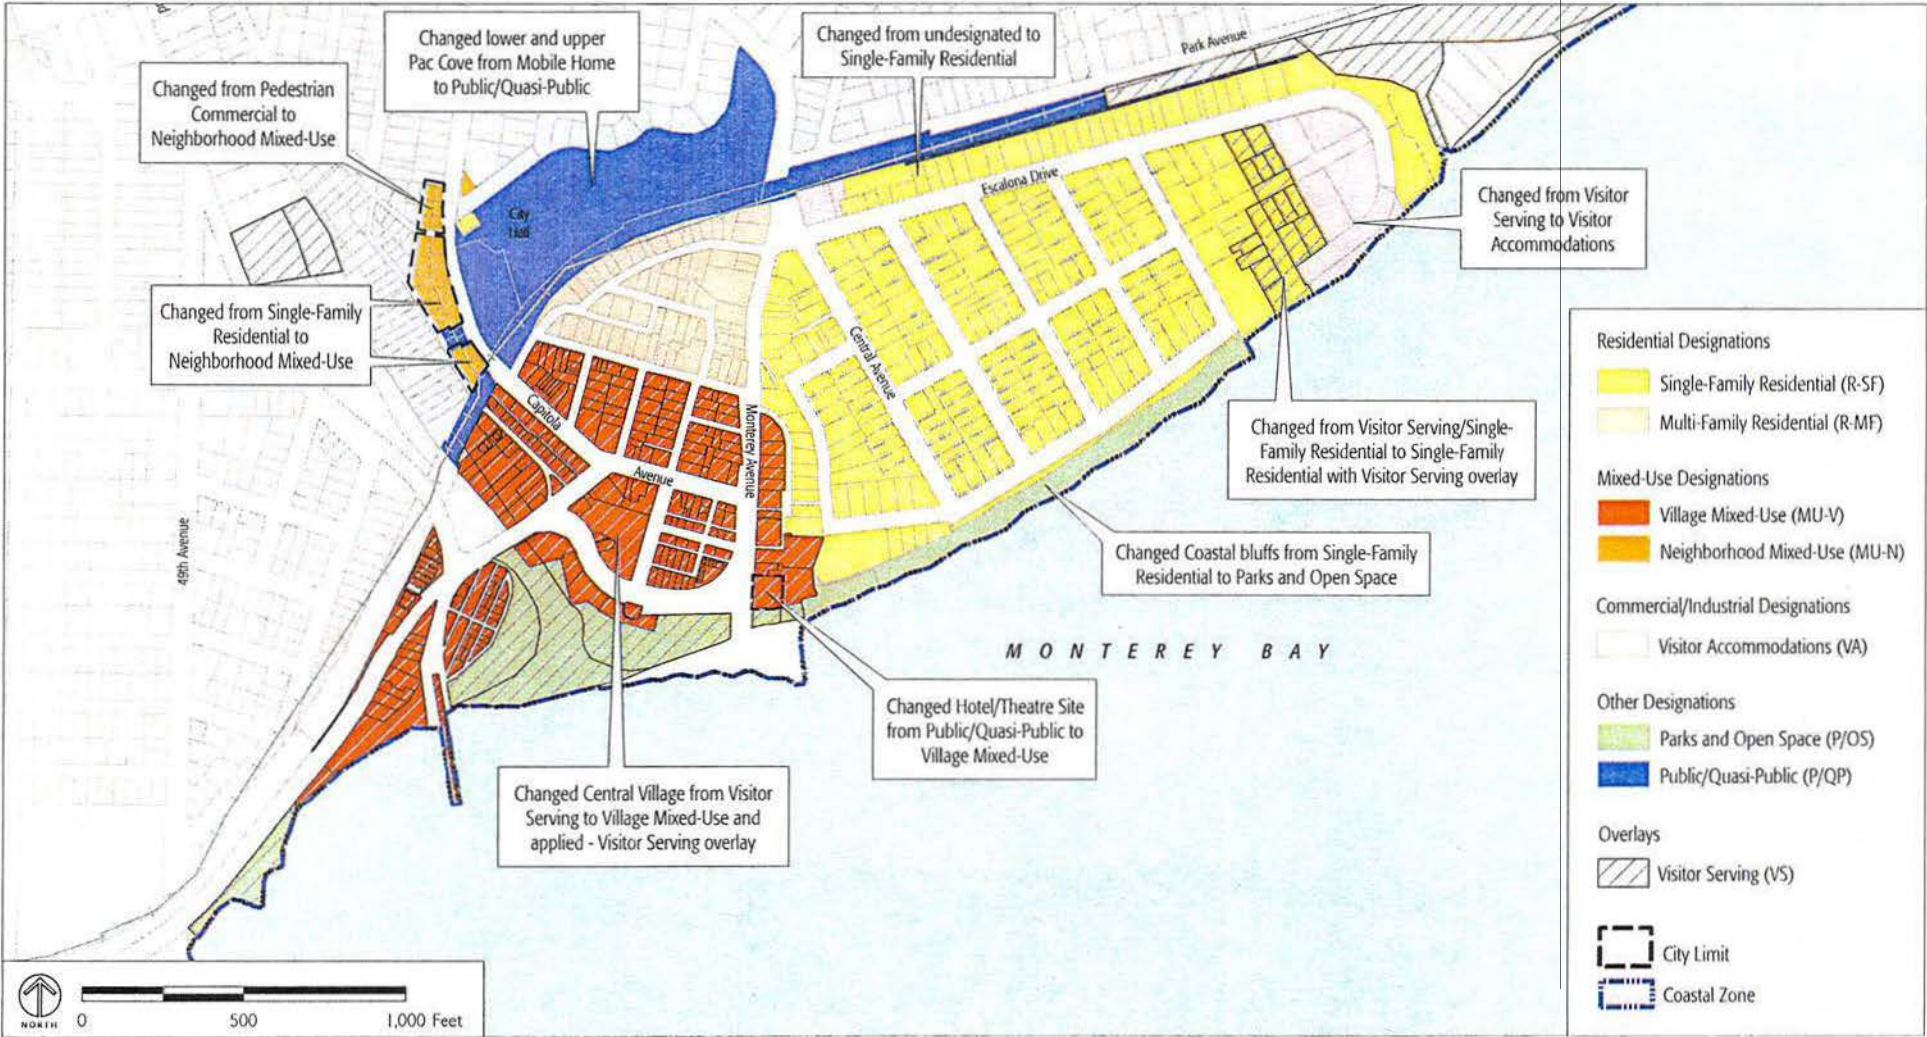 Changed lower and upper
Pac Cove from Mobile Home
to Public/Quasi-Public
Changed from undesignated to
Single-Family Residential
Park Avenue
Changed from Pedestrian
Commercial to
Neighborhood Mixed-Use
City
Hall
Escalona Drive
Changed from Visitor
Serving to Visitor
Accommodations
Changed from Single-Family
Residential to
Neighborhood Mixed-Use
Central Avenue
Capitola
Avenue
Monterey Avenue
49th Avenue
Changed from Visitor Serving/Single-
Family Residential to Single-Family
Residential with Visitor Serving overlay
Changed Coastal bluffs from Single-Family
Residential to Parks and Open Space
MONTEREY BAY
Changed Hotel/Theatre Site
from Public/Quasi-Public to
Village Mixed-Use
Changed Central Village from Visitor
Serving to Village Mixed-Use and
applied - Visitor Serving overlay
NORTH
0 500 1,000 Feet
Residential Designations
Single-Family Residential (R-SF)
Multi-Family Residential (R-MF)
Mixed-Use Designations
Village Mixed-Use (MU-V)
Neighborhood Mixed-Use (MU-N)
Commercial/Industrial Designations
Visitor Accommodations (VA)
Other Designations
Parks and Open Space (P/OS)
Public/Quasi-Public (P/QP)
Overlays
Visitor Serving (VS)
City Limit
Coastal Zone